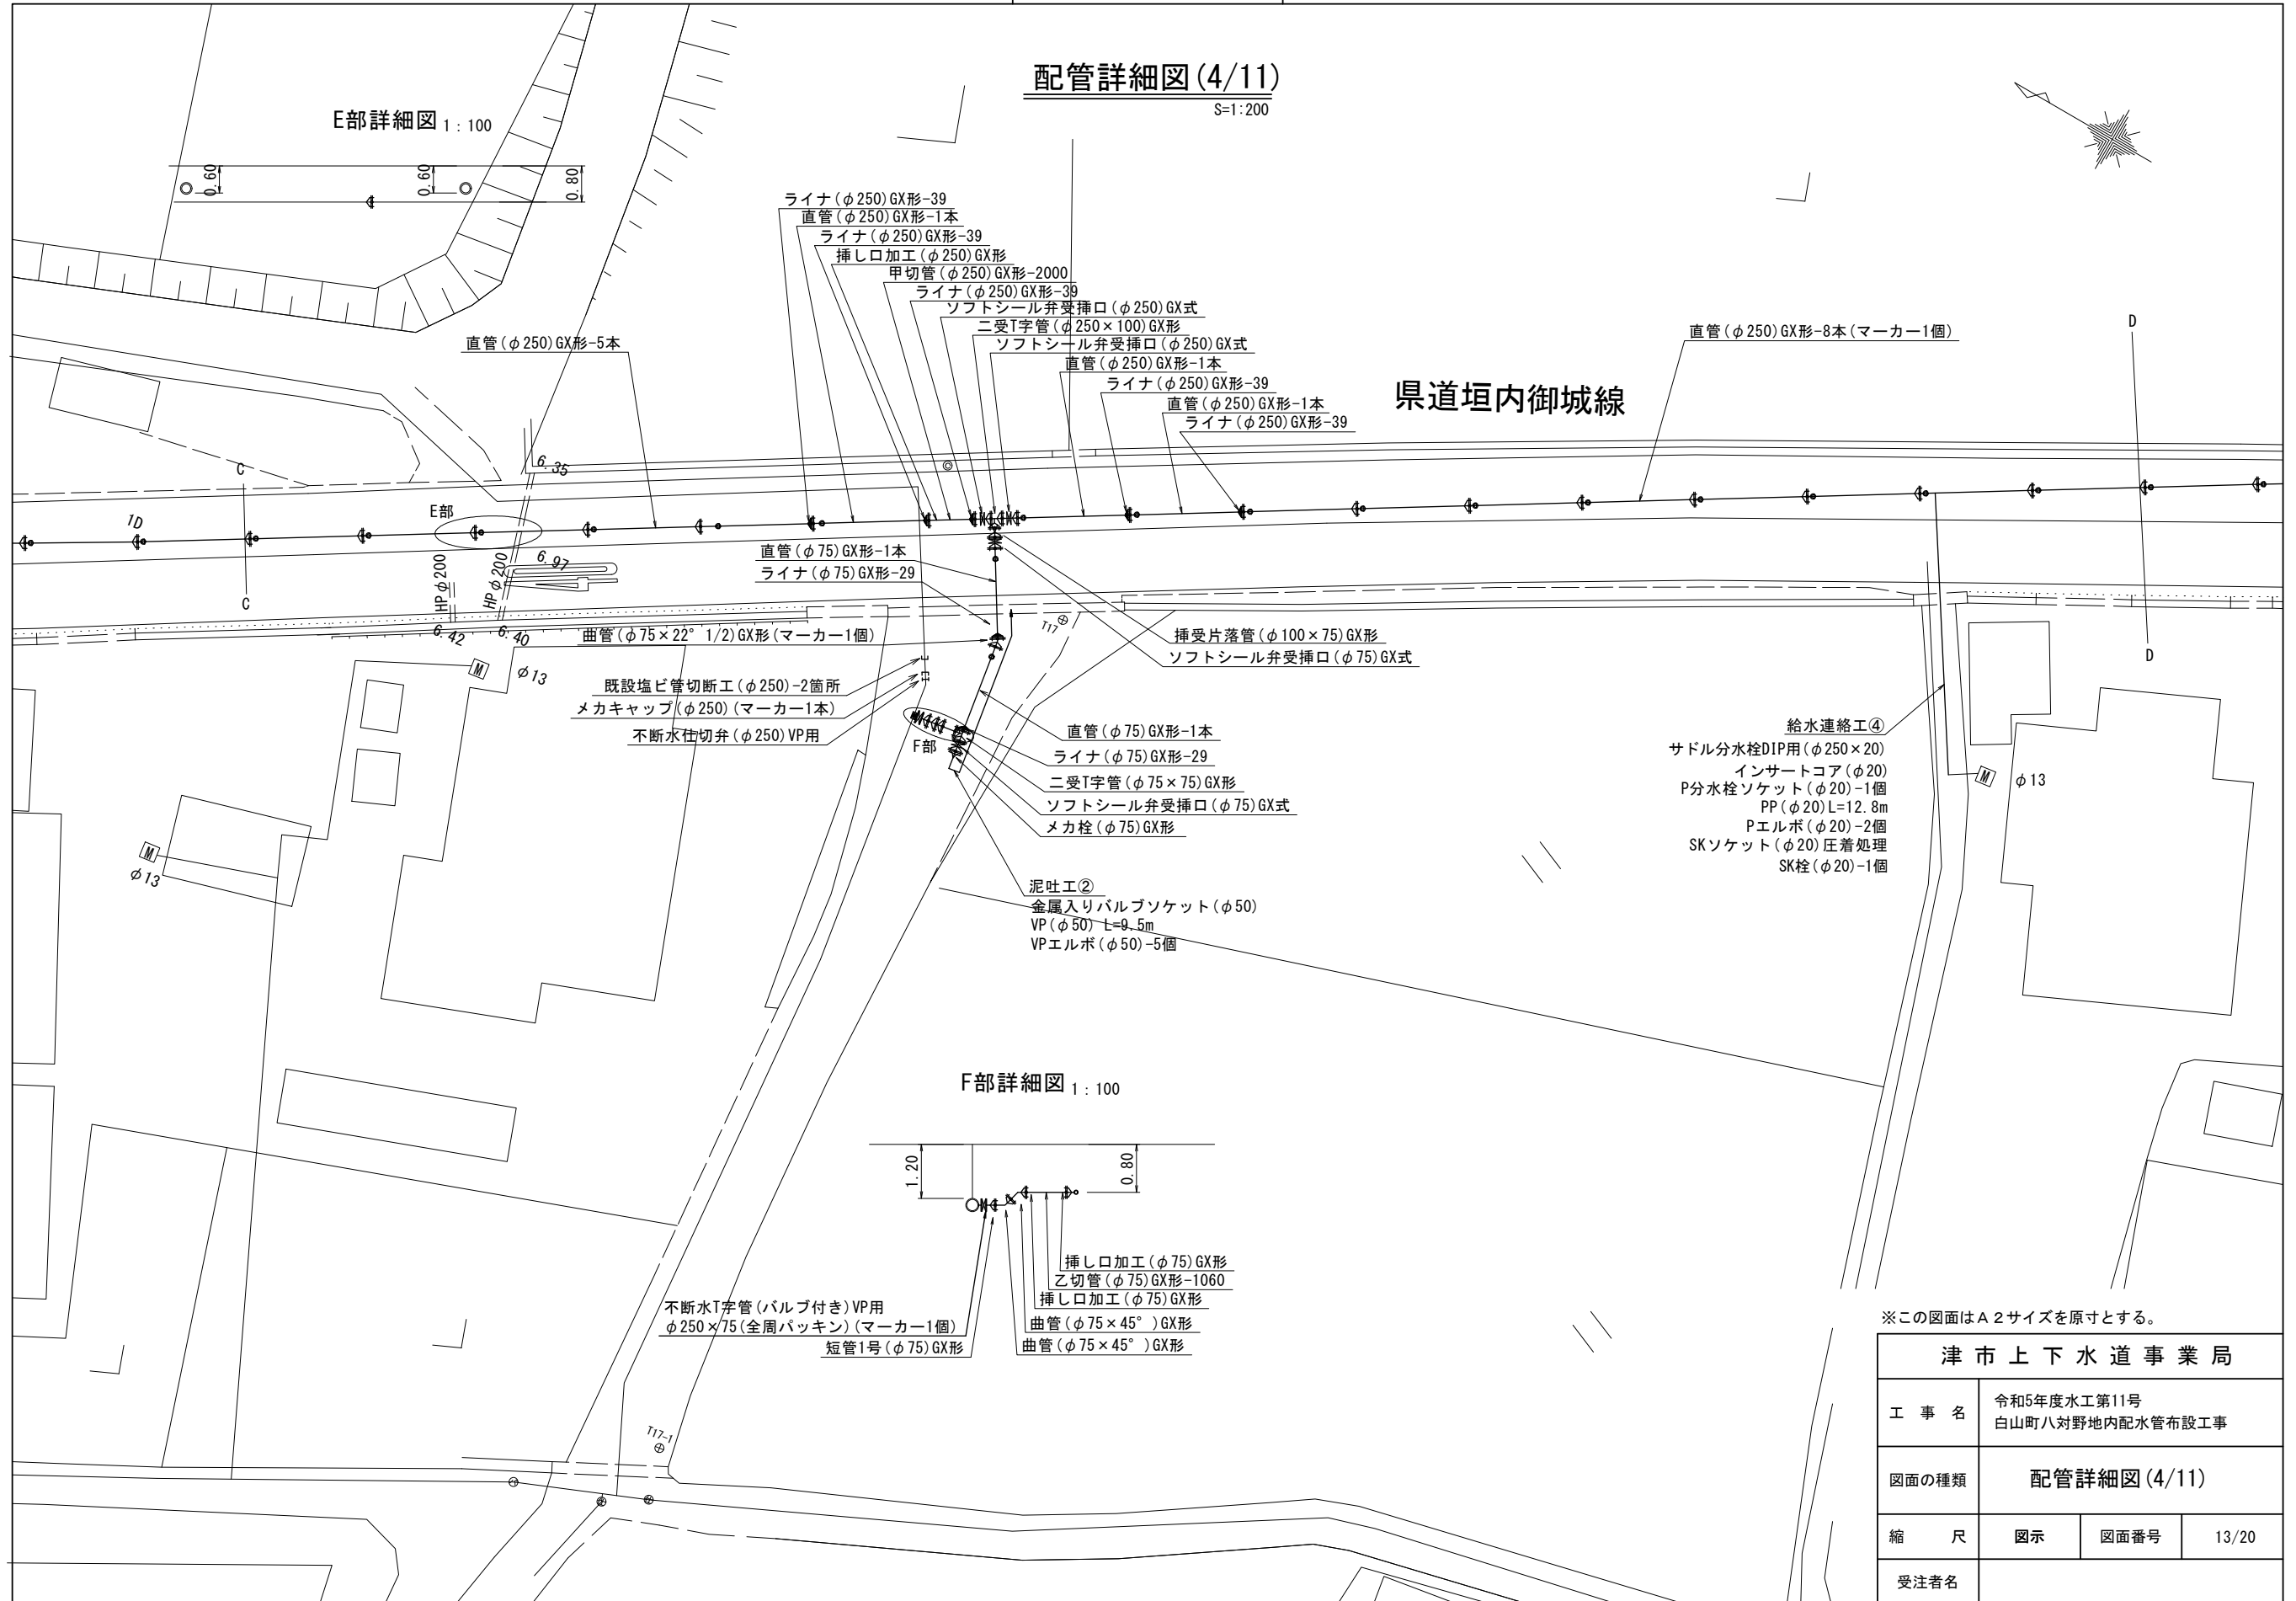 配管詳細図(4/11)
S=1:200
E部詳細図 1:100
0.60
0.60
0.80
ライナ(φ250)GX形-39
直管(φ250)GX形-1本
ライナ(φ250)GX形-39
挿し口加工(φ250)GX形
甲切管(φ250)GX形-2000
ライナ(φ250)GX形-39
ソフトシール弁受挿口(φ250)GX式
二受T字管(φ250×100)GX形
ソフトシール弁受挿口(φ250)GX式
直管(φ250)GX形-1本
ライナ(φ250)GX形-39
直管(φ250)GX形-1本
ライナ(φ250)GX形-39
直管(φ250)GX形-5本
直管(φ250)GX形-8本(マーカー1個)
県道垣内御城線
D
D
C
C
1D
E部
6.35
6.97
HPφ200
HPφ200
6.42
6.40
直管(φ75)GX形-1本
ライナ(φ75)GX形-29
曲管(φ75×22°1/2)GX形(マーカー1個)
T17
挿受片落管(φ100×75)GX形
ソフトシール弁受挿口(φ75)GX式
M
φ13
既設塩ビ管切断工(φ250)-2箇所
メカキャップ(φ250)(マーカー1本)
不断水仕切弁(φ250)VP用
F部
直管(φ75)GX形-1本
ライナ(φ75)GX形-29
二受T字管(φ75×75)GX形
ソフトシール弁受挿口(φ75)GX式
メカ栓(φ75)GX形
給水連絡工④
サドル分水栓DIP用(φ250×20)
インサートコア(φ20)
P分水栓ソケット(φ20)-1個
PP(φ20)L=12.8m
Pエルボ(φ20)-2個
SKソケット(φ20)圧着処理
SK栓(φ20)-1個
M
φ13
M
φ13
泥吐工②
金属入りバルブソケット(φ50)
VP(φ50) L=9.5m
VPエルボ(φ50)-5個
F部詳細図 1:100
1.20
0.80
挿し口加工(φ75)GX形
乙切管(φ75)GX形-1060
挿し口加工(φ75)GX形
曲管(φ75×45°)GX形
曲管(φ75×45°)GX形
不断水T字管(バルブ付き)VP用
φ250×75(全周パッキン)(マーカー1個)
短管1号(φ75)GX形
T17-1
※この図面はA2サイズを原寸とする。
津市上下水道事業局
工事名
令和5年度水工第11号
白山町八対野地内配水管布設工事
図面の種類
配管詳細図(4/11)
縮尺
図示
図面番号
13/20
受注者名